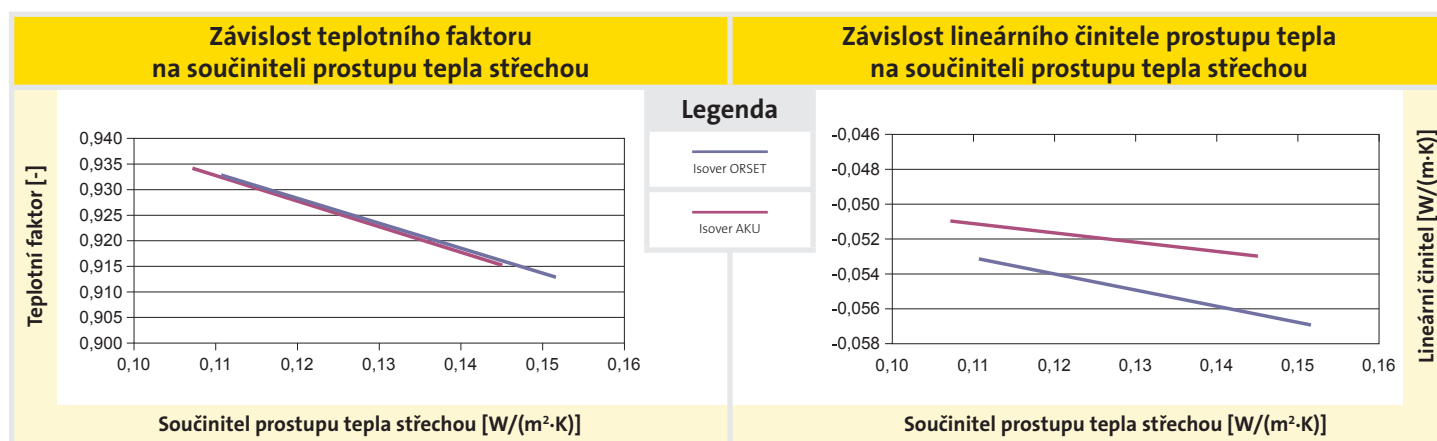 Závislost teplotního faktoru
na součiniteli prostupu tepla střechou
Závislost lineárního činitele prostupu tepla
na součiniteli prostupu tepla střechou
Teplotní faktor [-]
0,940
0,935
0,930
0,925
0,920
0,915
0,910
0,905
0,900
0,10
0,11
0,12
0,13
0,14
0,15
0,16
Součinitel prostupu tepla střechou [W/(m²·K)]
Legenda
Isover ORSET
Isover AKU
-0,046
-0,048
-0,050
-0,052
-0,054
-0,056
-0,058
0,10
0,11
0,12
0,13
0,14
0,15
0,16
Lineární činitel [W/(m·K)]
Součinitel prostupu tepla střechou [W/(m²·K)]